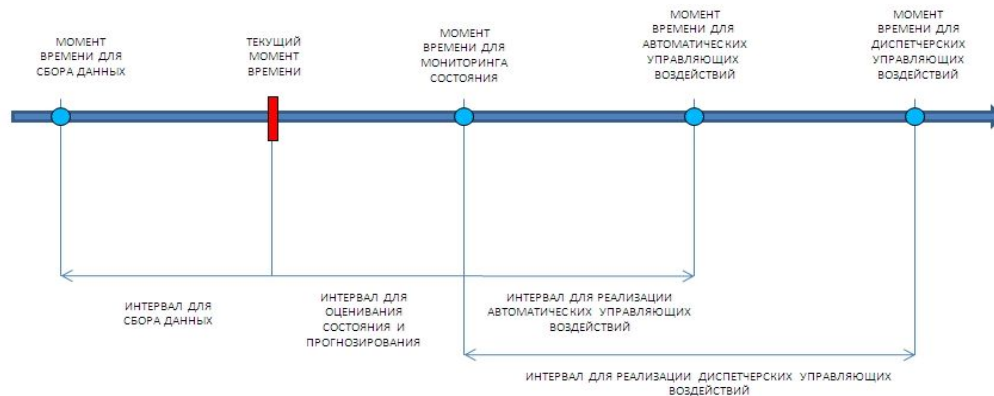 МОМЕНТ
ВРЕМЕНИ ДЛЯ
СБОРА ДАННЫХ
ТЕКУЩИЙ
МОМЕНТ
ВРЕМЕНИ
МОМЕНТ
ВРЕМЕНИ ДЛЯ
МОНИТОРИНГА
СОСТОЯНИЯ
МОМЕНТ
ВРЕМЕНИ ДЛЯ
АВТОМАТИЧЕСКИХ
УПРАВЛЯЮЩИХ
ВОЗДЕЙСТВИЙ
МОМЕНТ
ВРЕМЕНИ ДЛЯ
ДИСПЕТЧЕРСКИХ
УПРАВЛЯЮЩИХ
ВОЗДЕЙСТВИЙ
ИНТЕРВАЛ ДЛЯ
СБОРА ДАННЫХ
ИНТЕРВАЛ ДЛЯ
ОЦЕНИВАНИЯ
СОСТОЯНИЯ И
ПРОГНОЗИРОВАНИЯ
ИНТЕРВАЛ ДЛЯ РЕАЛИЗАЦИИ
АВТОМАТИЧЕСКИХ УПРАВЛЯЮЩИХ
ВОЗДЕЙСТВИЙ
ИНТЕРВАЛ ДЛЯ РЕАЛИЗАЦИИ ДИСПЕТЧЕРСКИХ УПРАВЛЯЮЩИХ
ВОЗДЕЙСТВИЙ